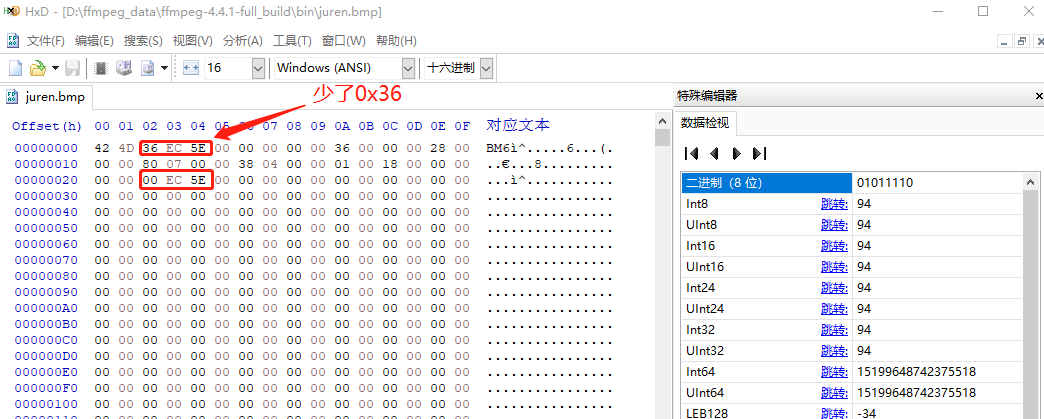 HxD - [D:\ffmpeg_data\ffmpeg-4.4.1-full_build\bin\juren.bmp]
文件(F) 编辑(E) 搜索(S) 视图(V) 分析(A) 工具(T) 窗口(W) 帮助(H)
16 Windows (ANSI) 十六进制
少了0x36
juren.bmp
Offset(h) 00 01 02 03 04 05 06 07 08 09 0A 0B 0C 0D 0E 0F 对应文本
00000000 42 4D 36 EC 5E 00 00 00 00 00 36 00 00 00 28 00 BM6ì^.....6...(.
00000010 00 00 80 07 00 00 38 04 00 00 01 00 18 00 00 00 ..€...8.........
00000020 00 00 00 EC 5E 00 00 00 00 00 00 00 00 00 00 00 ...ì^...........
00000030 00 00 00 00 00 00 00 00 00 00 00 00 00 00 00 00 ................
00000040 00 00 00 00 00 00 00 00 00 00 00 00 00 00 00 00 ................
00000050 00 00 00 00 00 00 00 00 00 00 00 00 00 00 00 00 ................
00000060 00 00 00 00 00 00 00 00 00 00 00 00 00 00 00 00 ................
00000070 00 00 00 00 00 00 00 00 00 00 00 00 00 00 00 00 ................
00000080 00 00 00 00 00 00 00 00 00 00 00 00 00 00 00 00 ................
00000090 00 00 00 00 00 00 00 00 00 00 00 00 00 00 00 00 ................
000000A0 00 00 00 00 00 00 00 00 00 00 00 00 00 00 00 00 ................
000000B0 00 00 00 00 00 00 00 00 00 00 00 00 00 00 00 00 ................
000000C0 00 00 00 00 00 00 00 00 00 00 00 00 00 00 00 00 ................
000000D0 00 00 00 00 00 00 00 00 00 00 00 00 00 00 00 00 ................
000000E0 00 00 00 00 00 00 00 00 00 00 00 00 00 00 00 00 ................
000000F0 00 00 00 00 00 00 00 00 00 00 00 00 00 00 00 00 ................
00000100 00 00 00 00 00 00 00 00 00 00 00 00 00 00 00 00 ................
特殊编辑器
数据检视
二进制 (8 位) 01011110
Int8 跳转: 94
UInt8 跳转: 94
Int16 跳转: 94
UInt16 跳转: 94
Int24 跳转: 94
UInt24 跳转: 94
Int32 跳转: 94
UInt32 跳转: 94
Int64 跳转: 15199648742375518
UInt64 跳转: 15199648742375518
LEB128 跳转: -34